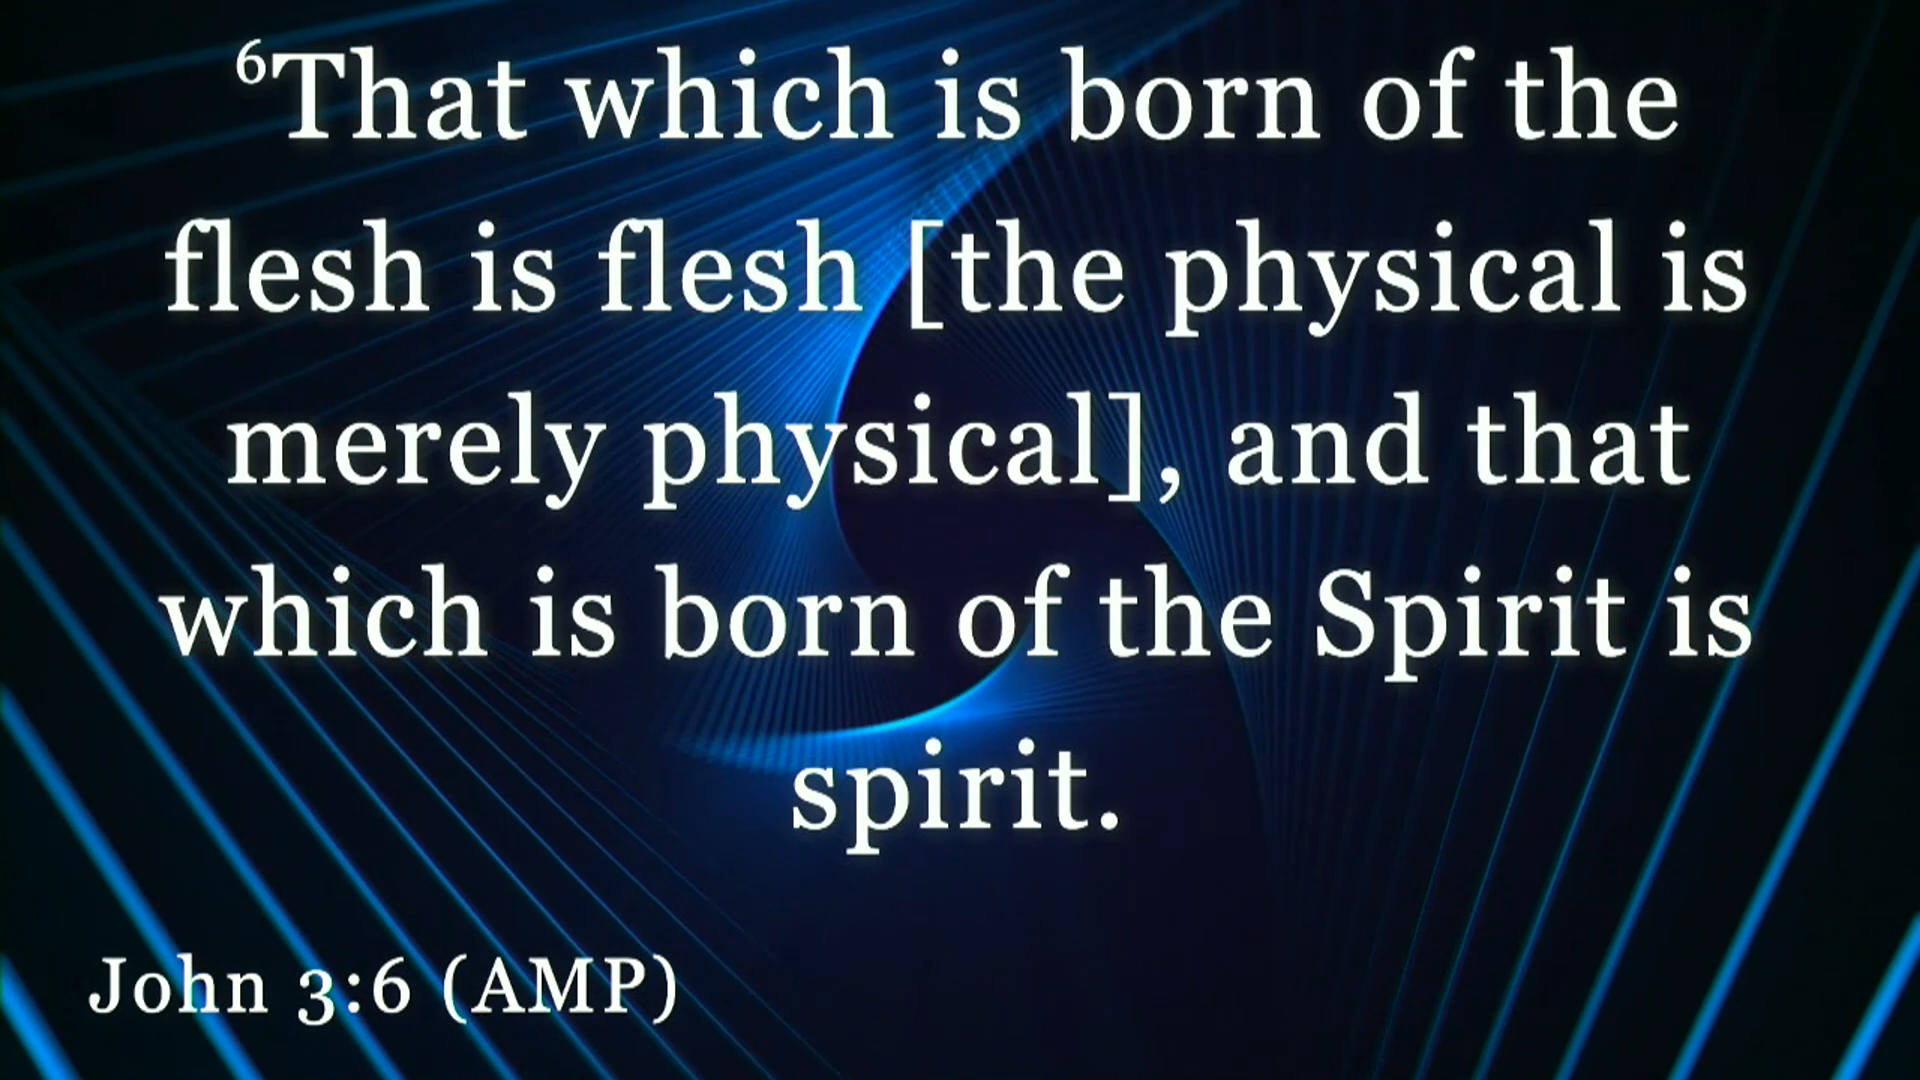 ⁶That which is born of the
flesh is flesh [the physical is
merely physical], and that
which is born of the Spirit is
spirit.
John 3:6 (AMP)